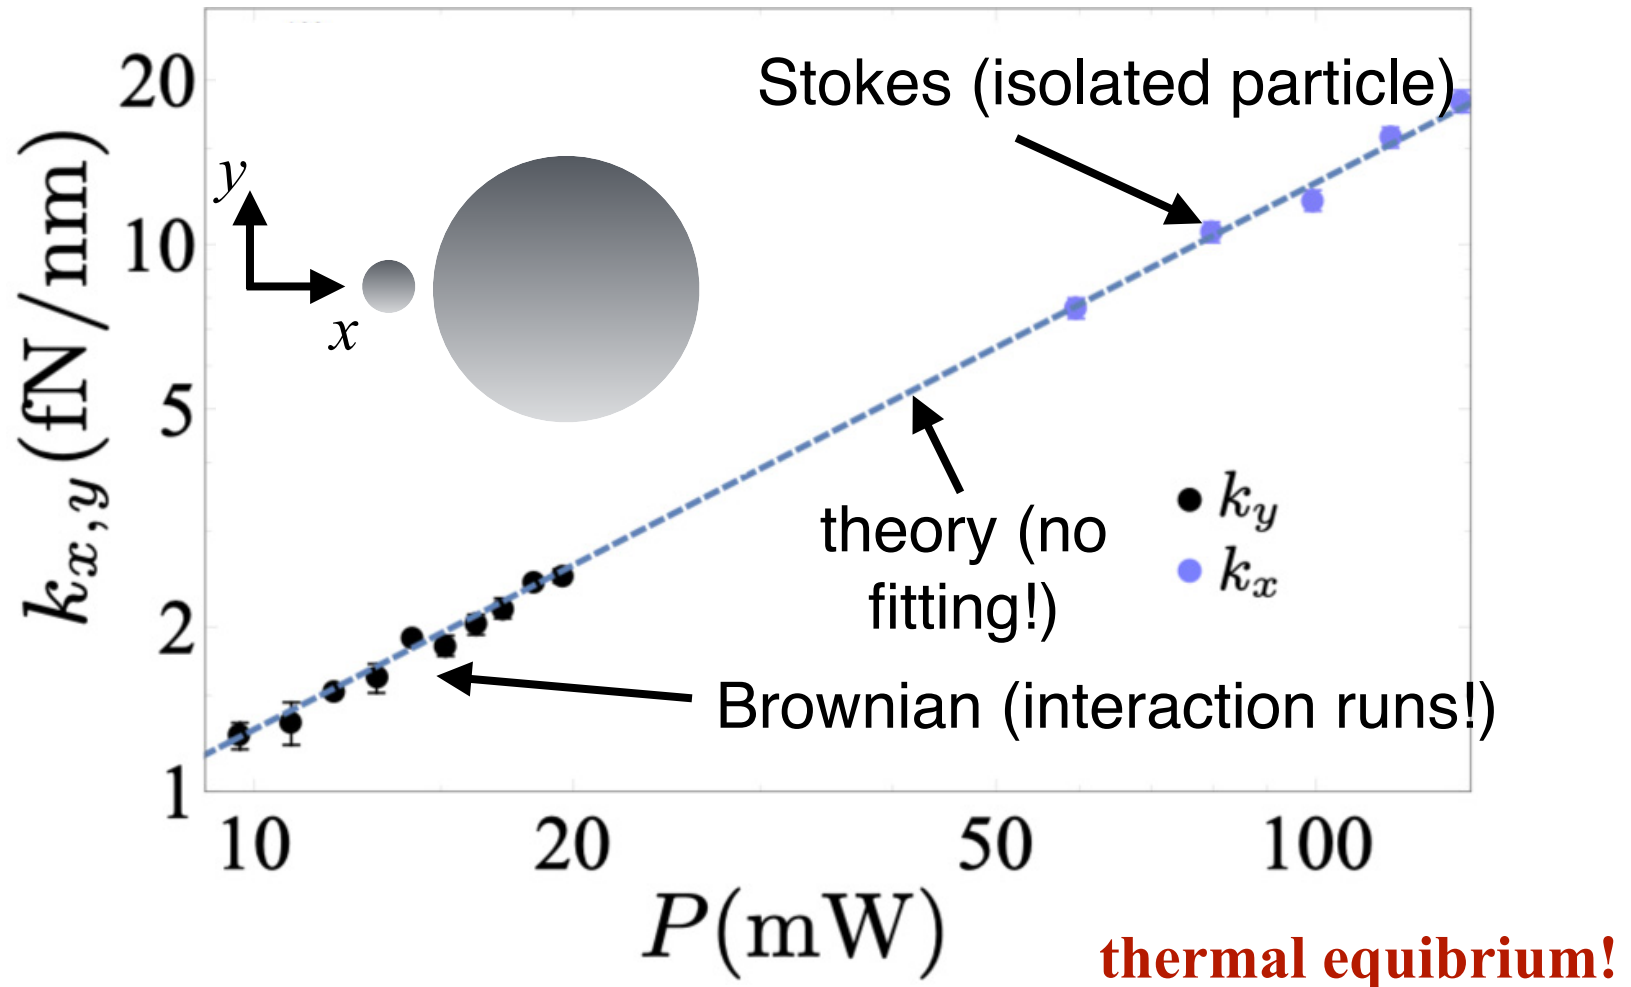 20
Stokes (isolated particle)
y
10
x
k_{x,y}(fN/nm)
5
k_y
theory (no
k_x
fitting!)
2
Brownian (interaction runs!)
1
10 20 50 100
P(mW)
thermal equibrium!